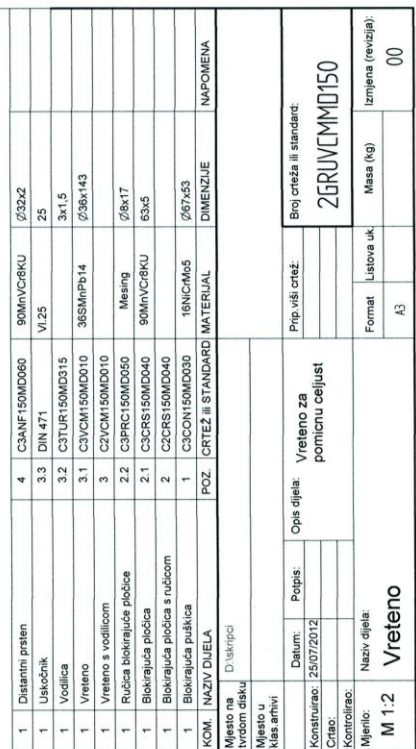 1 Distantni prsten 4 C3ANF150MD060 90MnVCr8KU Ø32x2
1 Uskočnik 3.3 DIN 471 VI.25 25
1 Vodilica 3.2 C3TUR150MD315 3x1,5
1 Vreteno 3.1 C3VCM150MD010 36SMnPb14 Ø36x143
1 Vreteno s vodilicom 3 C2VCM150MD010
1 Ručica blokirajuće pločice 2.2 C3PRC150MD050 Mesing Ø8x17
1 Blokirajuća pločica 2.1 C3CRS150MD040 90MnVCr8KU 63x5
1 Blokirajuća pločica s ručicom 2 C2CRS150MD040
1 Blokirajuća puškica 1 C3CON150MD030 16NiCrMo5 Ø67x53
KOM. NAZIV DIJELA POZ. CRTEŽ ili STANDARD MATERIJAL DIMENZIJE NAPOMENA
Mjesto na
tvrdom disku
D:\skripci
Mjesto u
klas.arhivi
Datum: Potpis:
Konstruirao: 25/07/2012
Crtao:
Kontrolirao:
Opis dijela:
Vreteno za
pomicnu celjust
Prip.viši crtež:
Broj crteža ili standard:
2GRUVCMMD150
Mjerilo:
M 1:2
Naziv dijela:
Vreteno
Format
A3
Listova uk.
Masa (kg)
Izmjena (revizija):
00